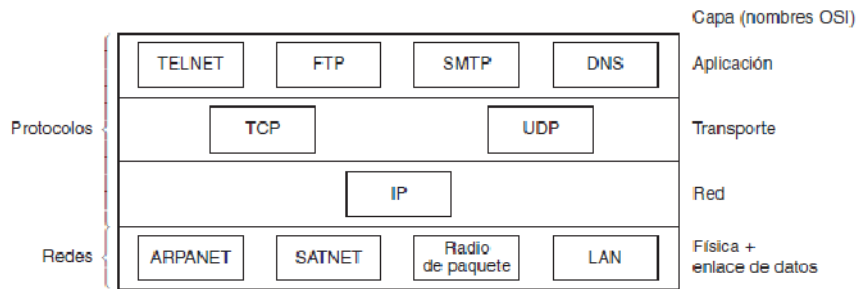 Capa (nombres OSI)
TELNET FTP SMTP DNS Aplicación
Protocolos TCP UDP Transporte
IP Red
Redes ARPANET SATNET Radio de paquete LAN Física + enlace de datos